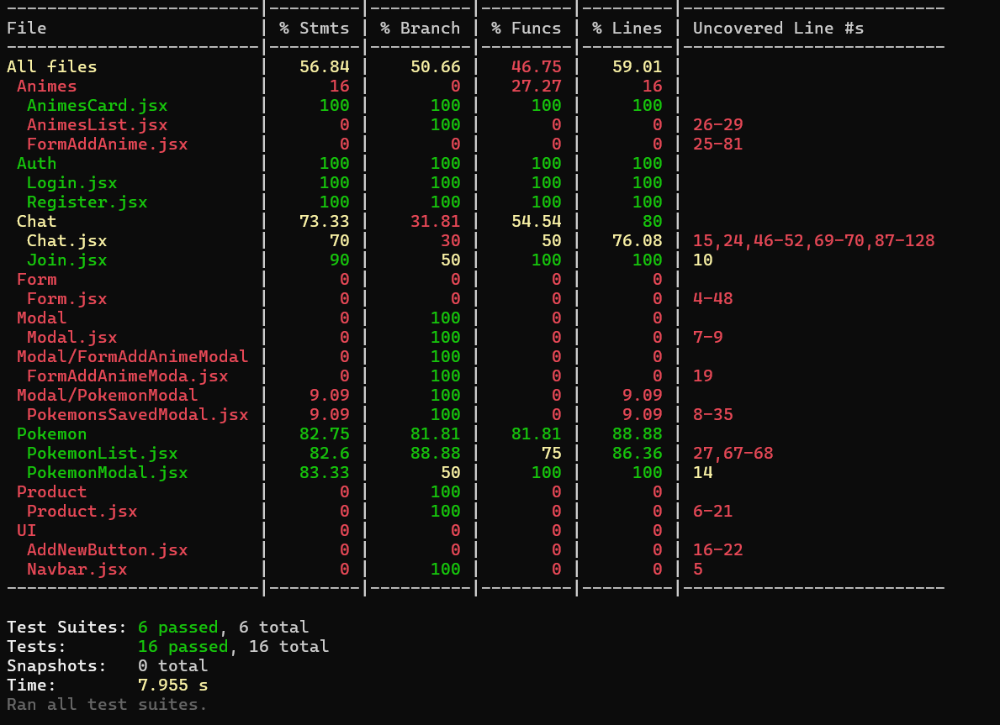 ------------------------|---------|----------|---------|---------|--------------------------
File                    | % Stmts | % Branch | % Funcs | % Lines | Uncovered Line #s
------------------------|---------|----------|---------|---------|--------------------------
All files               |   56.84 |    50.66 |   46.75 |   59.01 |
 Animes                 |      16 |        0 |   27.27 |      16 |
  AnimesCard.jsx        |     100 |      100 |     100 |     100 |
  AnimesList.jsx        |       0 |      100 |       0 |       0 | 26-29
  FormAddAnime.jsx      |       0 |        0 |       0 |       0 | 25-81
 Auth                   |     100 |      100 |     100 |     100 |
  Login.jsx             |     100 |      100 |     100 |     100 |
  Register.jsx          |     100 |      100 |     100 |     100 |
 Chat                   |   73.33 |    31.81 |   54.54 |      80 |
  Chat.jsx              |      70 |       30 |      50 |   76.08 | 15,24,46-52,69-70,87-128
  Join.jsx              |      90 |       50 |     100 |     100 | 10
 Form                   |       0 |        0 |       0 |       0 |
  Form.jsx              |       0 |        0 |       0 |       0 | 4-48
 Modal                  |       0 |      100 |       0 |       0 |
  Modal.jsx             |       0 |      100 |       0 |       0 | 7-9
 Modal/FormAddAnimeModal |       0 |      100 |       0 |       0 |
  FormAddAnimeModa.jsx  |       0 |      100 |       0 |       0 | 19
 Modal/PokemonModal     |    9.09 |      100 |       0 |    9.09 |
  PokemonsSavedModal.jsx |    9.09 |      100 |       0 |    9.09 | 8-35
 Pokemon                |   82.75 |    81.81 |   81.81 |   88.88 |
  PokemonList.jsx       |    82.6 |    88.88 |      75 |   86.36 | 27,67-68
  PokemonModal.jsx      |   83.33 |       50 |     100 |     100 | 14
 Product                |       0 |      100 |       0 |       0 |
  Product.jsx           |       0 |      100 |       0 |       0 | 6-21
 UI                     |       0 |        0 |       0 |       0 |
  AddNewButton.jsx      |       0 |        0 |       0 |       0 | 16-22
  Navbar.jsx            |       0 |      100 |       0 |       0 | 5
------------------------|---------|----------|---------|---------|--------------------------
Test Suites: 6 passed, 6 total
Tests:       16 passed, 16 total
Snapshots:   0 total
Time:        7.955 s
Ran all test suites.